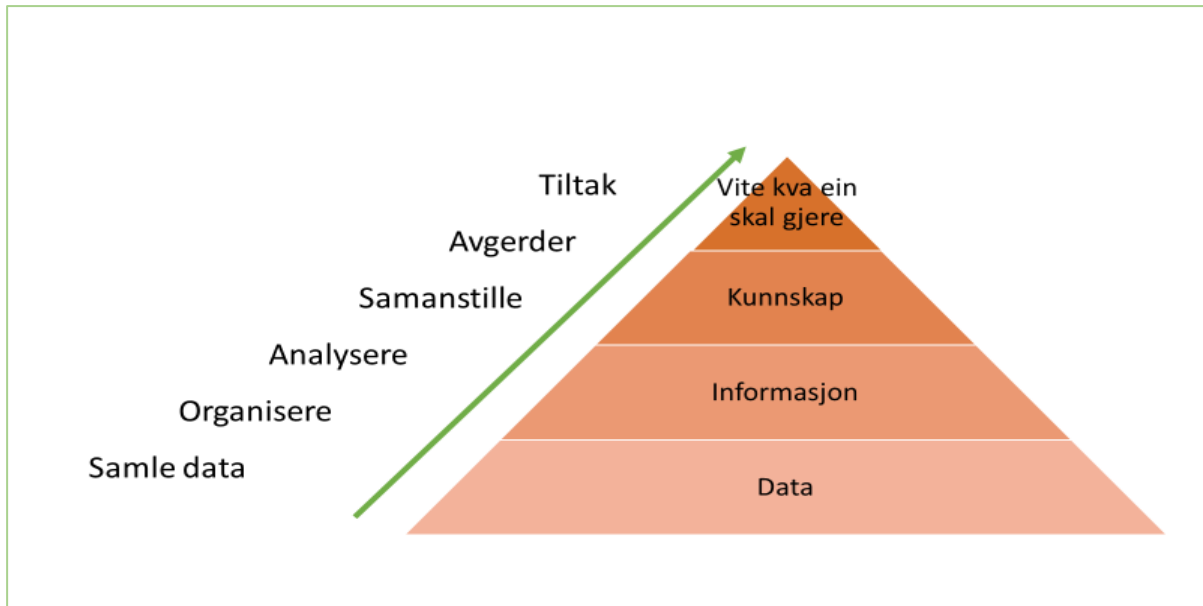 Tiltak
Avgerder
Samanstille
Analysere
Organisere
Samle data
Vite kva ein
skal gjere
Kunnskap
Informasjon
Data